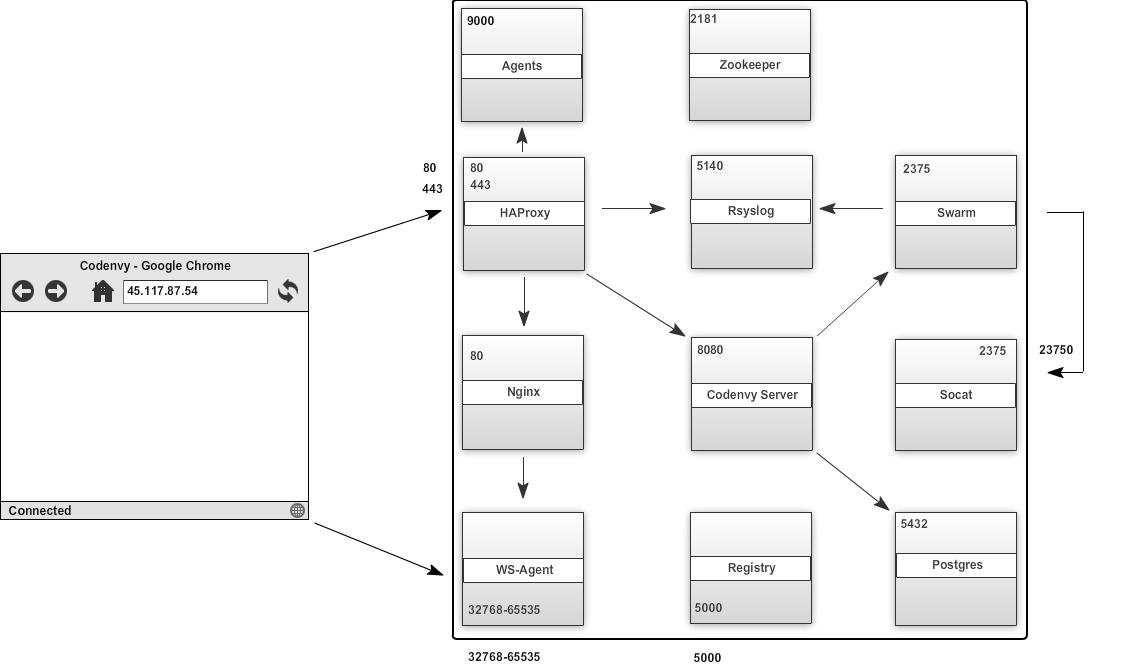 9000
Agents
2181
Zookeeper
80
443
80
443
HAProxy
5140
Rsyslog
2375
Swarm
Codenvy - Google Chrome
45.117.87.54
Connected
80
Nginx
8080
Codenvy Server
2375
Socat
23750
WS-Agent
32768-65535
Registry
5000
5432
Postgres
32768-65535
5000